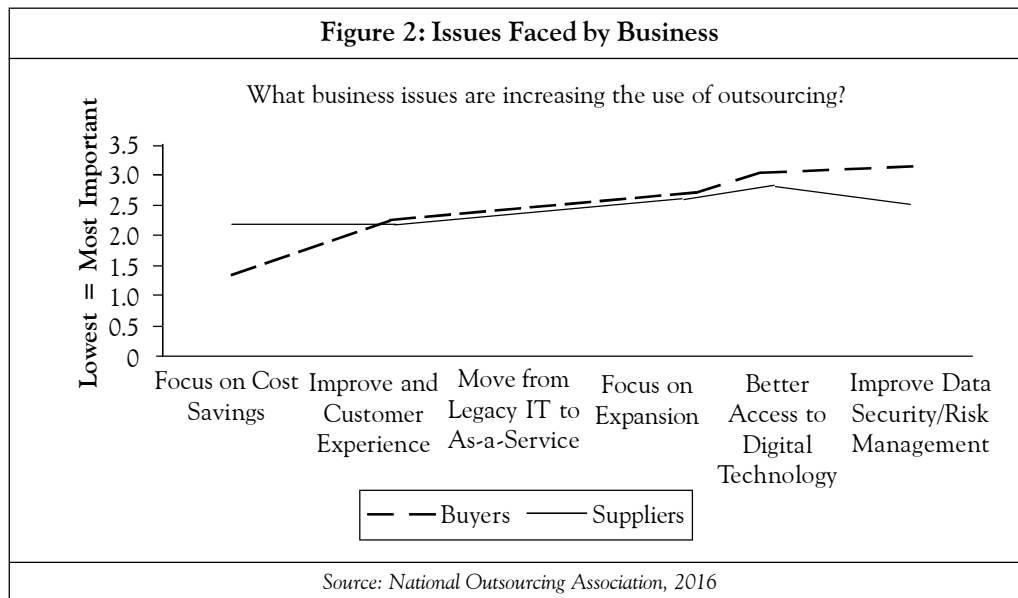 Figure 2: Issues Faced by Business
What business issues are increasing the use of outsourcing?
Lowest = Most Important
3.5
3.0
2.5
2.0
1.5
1.0
0.5
0
Focus on Cost
Savings
Improve and
Customer
Experience
Move from
Legacy IT to
As-a-Service
Focus on
Expansion
Better
Access to
Digital
Technology
Improve Data
Security/Risk
Management
Buyers
Suppliers
Source: National Outsourcing Association, 2016